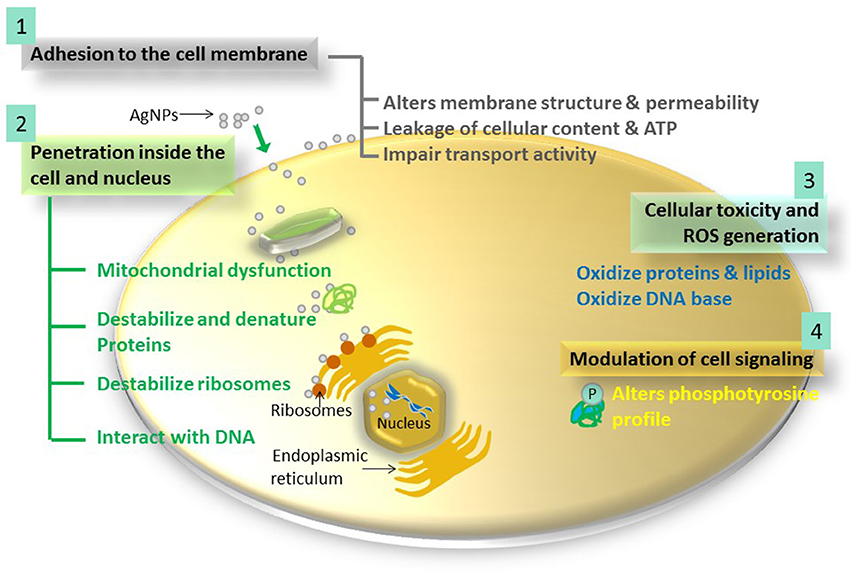 1
Adhesion to the cell membrane
Alters membrane structure & permeability
Leakage of cellular content & ATP
Impair transport activity
AgNPs
2
Penetration inside the
cell and nucleus
Mitochondrial dysfunction
Destabilize and denature
Proteins
Destabilize ribosomes
Interact with DNA
Ribosomes
Nucleus
Endoplasmic
reticulum
3
Cellular toxicity and
ROS generation
Oxidize proteins & lipids
Oxidize DNA base
4
Modulation of cell signaling
P
Alters phosphotyrosine
profile